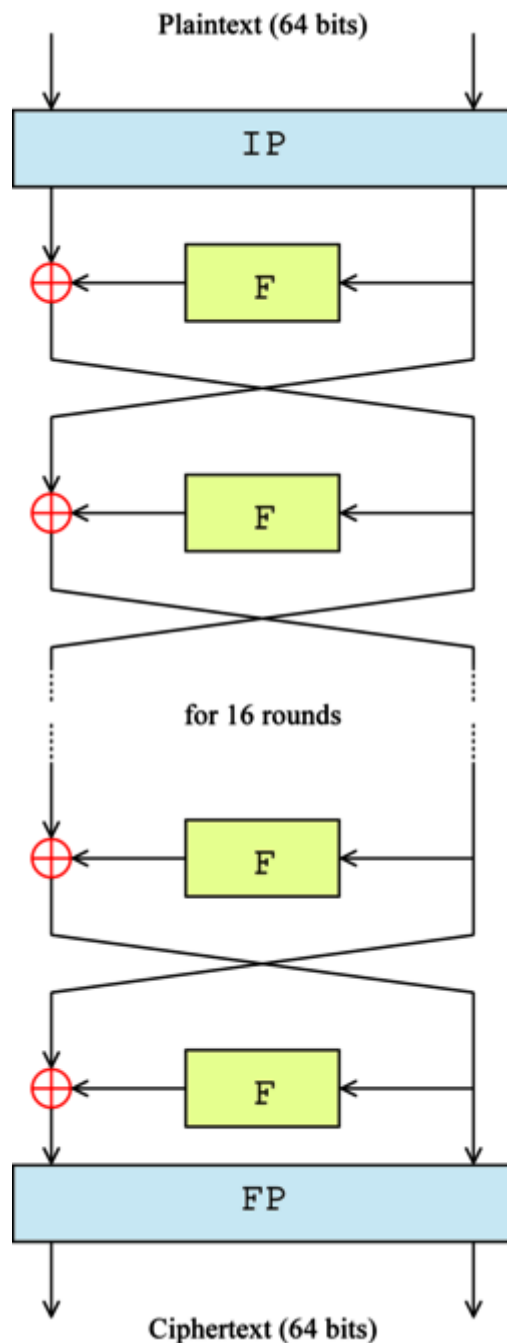 Plaintext (64 bits)
IP
F
F
for 16 rounds
F
F
FP
Ciphertext (64 bits)